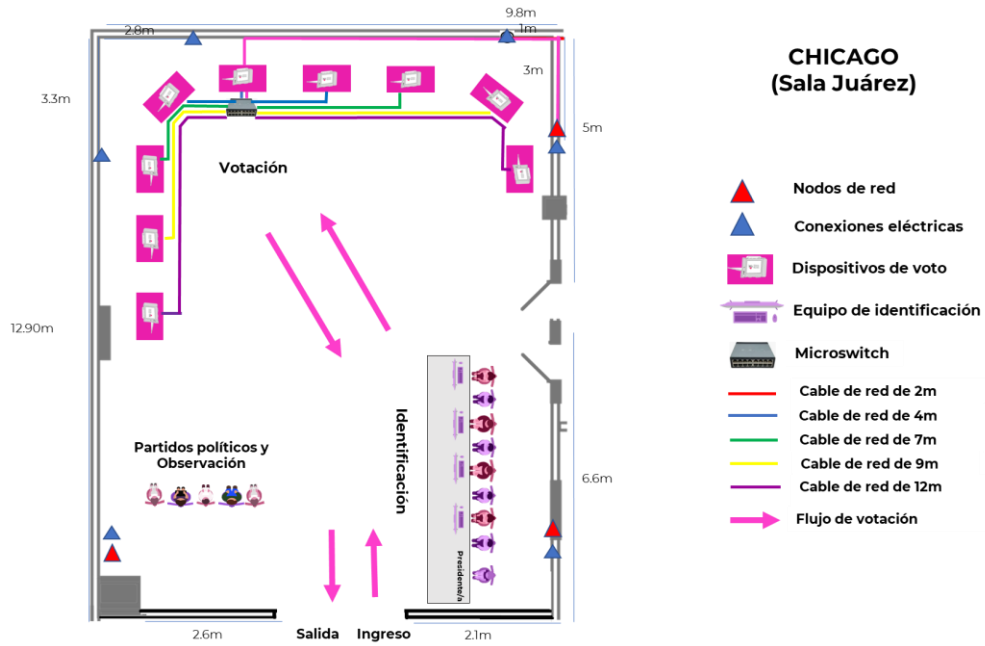 9.8m
2.8m
1m
CHICAGO
(Sala Juárez)
3m
3.3m
5m
Votación
Nodos de red
Conexiones eléctricas
Dispositivos de voto
Equipo de identificación
12.90m
Microswitch
Cable de red de 2m
Cable de red de 4m
Identificación
Cable de red de 7m
Partidos políticos y
Observación
Cable de red de 9m
6.6m
Cable de red de 12m
Flujo de votación
Presidente/a
2.6m
Salida
Ingreso
2.1m